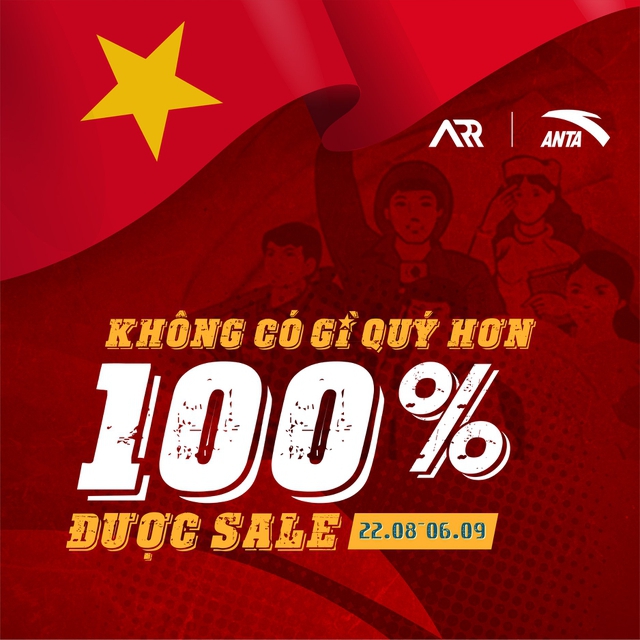 ARR | ANTA
KHÔNG CÓ GÌ QUÝ HƠN
100%
ĐƯỢC SALE 22.08-06.09